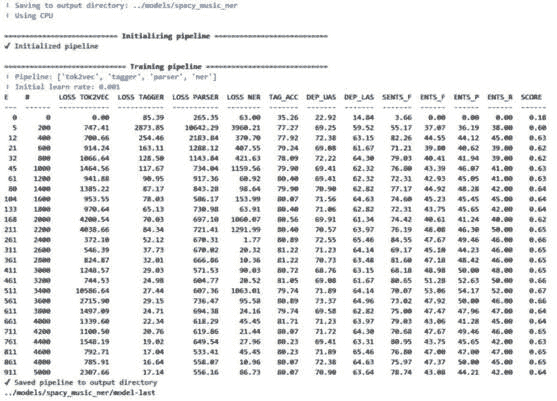 ℹ Saving to output directory: ../models/spacy_music_ner
ℹ Using CPU
=========================== Initializing pipeline ===========================
✔ Initialized pipeline
============================= Training pipeline =============================
ℹ Pipeline: ['tok2vec', 'tagger', 'parser', 'ner']
ℹ Initial learn rate: 0.001
E # LOSS TOK2VEC LOSS TAGGER LOSS PARSER LOSS NER TAG_ACC DEP_UAS DEP_LAS SENTS_F ENTS_F ENTS_P ENTS_R SCORE
0 0 0.00 85.39 265.35 63.00 35.26 22.92 14.84 3.66 0.00 0.00 0.00 0.18
5 200 747.41 2873.85 10642.29 3960.21 77.27 69.25 59.52 55.17 37.07 36.19 38.00 0.60
12 400 700.66 254.46 2183.84 370.70 77.92 72.38 63.15 82.26 44.55 44.12 45.00 0.63
21 600 914.24 163.11 1288.12 407.55 79.24 69.08 61.67 71.21 39.80 40.62 39.00 0.62
32 800 1066.64 128.50 1143.84 421.63 78.09 72.22 64.30 79.03 40.41 41.94 39.00 0.62
45 1000 1464.56 117.67 734.04 1159.56 79.90 69.41 62.32 76.80 43.39 46.07 41.00 0.63
61 1200 941.88 90.95 917.36 60.92 80.40 69.41 62.32 72.31 42.93 45.05 41.00 0.63
80 1400 1385.22 87.17 843.28 98.64 79.90 70.90 62.82 77.17 44.92 48.28 42.00 0.64
104 1600 953.55 78.03 586.17 153.99 80.07 71.56 64.63 74.60 45.23 45.45 45.00 0.64
133 1800 970.64 65.13 730.98 63.91 80.40 71.06 62.82 72.31 43.75 45.65 42.00 0.63
168 2000 4200.54 70.03 697.10 1060.07 80.56 69.91 61.34 74.42 40.61 41.24 40.00 0.62
211 2200 4038.66 84.34 721.41 1291.99 80.40 70.57 63.97 76.19 48.08 46.30 50.00 0.65
261 2400 372.10 52.12 670.31 1.77 80.89 72.55 65.46 84.55 47.67 49.46 46.00 0.66
311 2600 546.39 37.73 670.02 20.32 81.22 71.23 64.14 69.17 45.10 44.23 46.00 0.65
361 2800 824.87 32.01 666.86 10.36 81.22 70.73 63.48 81.60 47.18 48.42 46.00 0.65
411 3000 1248.57 29.03 571.53 90.03 80.72 68.76 63.15 68.18 48.98 50.00 48.00 0.65
461 3200 744.53 24.98 604.77 20.52 81.05 69.08 61.67 80.65 51.28 52.63 50.00 0.66
511 3400 10586.64 27.44 607.36 1063.01 79.74 71.89 64.14 70.07 53.06 54.17 52.00 0.67
561 3600 2715.90 29.15 736.47 95.58 80.89 73.37 64.96 73.02 47.92 50.00 46.00 0.66
611 3800 1497.09 24.71 694.38 24.16 79.74 69.58 62.82 75.00 47.47 47.96 47.00 0.64
661 4000 1339.60 22.34 618.29 45.45 81.71 71.23 63.97 79.03 43.06 41.28 45.00 0.64
711 4200 1100.50 20.76 619.86 21.44 80.07 71.72 64.30 70.68 47.67 49.46 46.00 0.65
761 4400 1548.19 19.02 649.54 27.96 80.23 69.41 63.31 80.95 43.75 45.65 42.00 0.63
811 4600 792.71 17.04 533.41 45.45 80.23 71.89 65.46 76.80 47.00 47.00 47.00 0.65
861 4800 785.91 16.64 558.07 10.96 80.07 72.38 64.63 75.97 47.37 50.00 45.00 0.65
911 5000 2307.66 17.14 556.16 86.73 80.07 70.57 63.64 78.74 43.08 44.21 42.00 0.64
✔ Saved pipeline to output directory
../models/spacy_music_ner/model-last